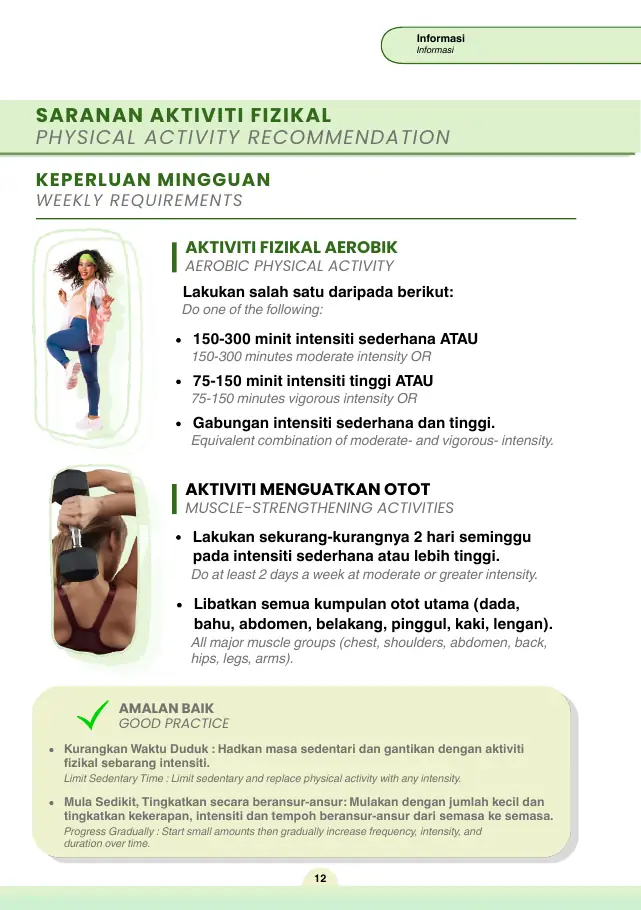 Informasi
Informasi
SARANAN AKTIVITI FIZIKAL
PHYSICAL ACTIVITY RECOMMENDATION
KEPERLUAN MINGGUAN
WEEKLY REQUIREMENTS
AKTIVITI FIZIKAL AEROBIK
AEROBIC PHYSICAL ACTIVITY
Lakukan salah satu daripada berikut:
Do one of the following:
• 150-300 minit intensiti sederhana ATAU
150-300 minutes moderate intensity OR
• 75-150 minit intensiti tinggi ATAU
75-150 minutes vigorous intensity OR
• Gabungan intensiti sederhana dan tinggi.
Equivalent combination of moderate- and vigorous- intensity.
AKTIVITI MENGUATKAN OTOT
MUSCLE-STRENGTHENING ACTIVITIES
• Lakukan sekurang-kurangnya 2 hari seminggu
pada intensiti sederhana atau lebih tinggi.
Do at least 2 days a week at moderate or greater intensity.
• Libatkan semua kumpulan otot utama (dada,
bahu, abdomen, belakang, pinggul, kaki, lengan).
All major muscle groups (chest, shoulders, abdomen, back,
hips, legs, arms).
AMALAN BAIK
GOOD PRACTICE
• Kurangkan Waktu Duduk : Hadkan masa sedentari dan gantikan dengan aktiviti
fizikal sebarang intensiti.
Limit Sedentary Time : Limit sedentary and replace physical activity with any intensity.
• Mula Sedikit, Tingkatkan secara beransur-ansur: Mulakan dengan jumlah kecil dan
tingkatkan kekerapan, intensiti dan tempoh beransur-ansur dari semasa ke semasa.
Progress Gradually : Start small amounts then gradually increase frequency, intensity, and
duration over time.
12